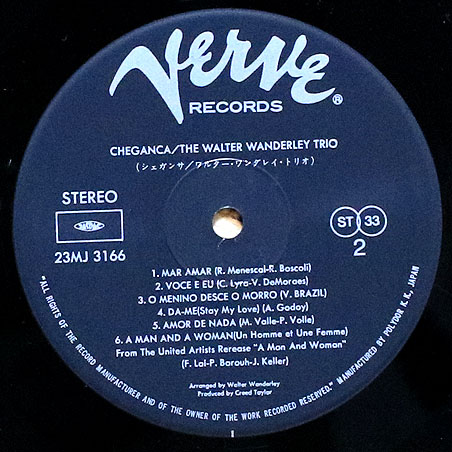 Verve®
RECORDS
CHEGANCA/THE WALTER WANDERLEY TRIO
(シェガンサ/ワルター・ワンダレイ・トリオ)
STEREO
MGM
23MJ 3166
ST 33
2
1. MAR AMAR (R. Menescal-R. Boscoli)
2. VOCE E EU (C. Lyra-V. DeMoraes)
3. O MENINO DESCE O MORRO (V. BRAZIL)
4. DA-ME(Stay My Love) (A. Godoy)
5. AMOR DE NADA (M. Valle-P. Volle)
6. A MAN AND A WOMAN(Un Homme et Une Femme)
From The United Artists Rerease "A Man And Woman"
(F. Lai-P. Barouh-J. Keller)
Arranged by Walter Wanderley
Produced by Creed Taylor
"ALL RIGHTS OF THE RECORD MANUFACTURER AND OF THE OWNER OF THE WORK RECORDED RESERVED." MANUFACTURED BY POLYDOR K.K., JAPAN